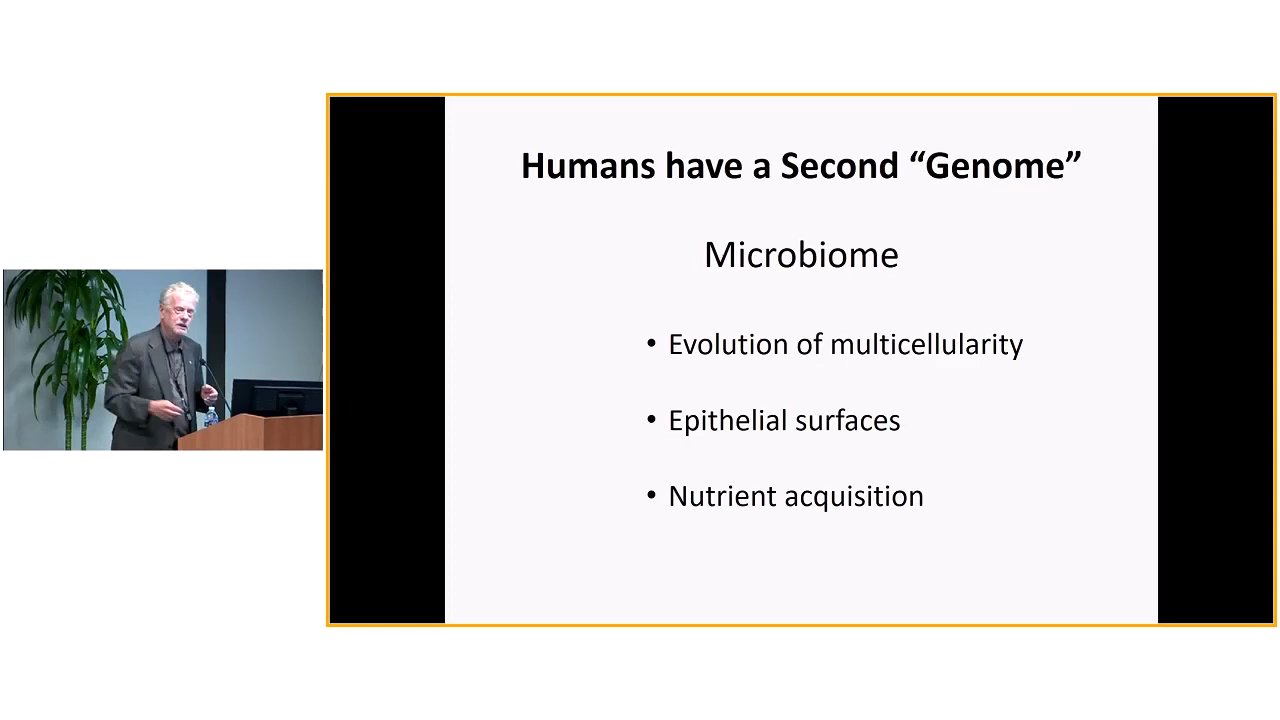 Humans have a Second “Genome”
Microbiome
• Evolution of multicellularity
• Epithelial surfaces
• Nutrient acquisition